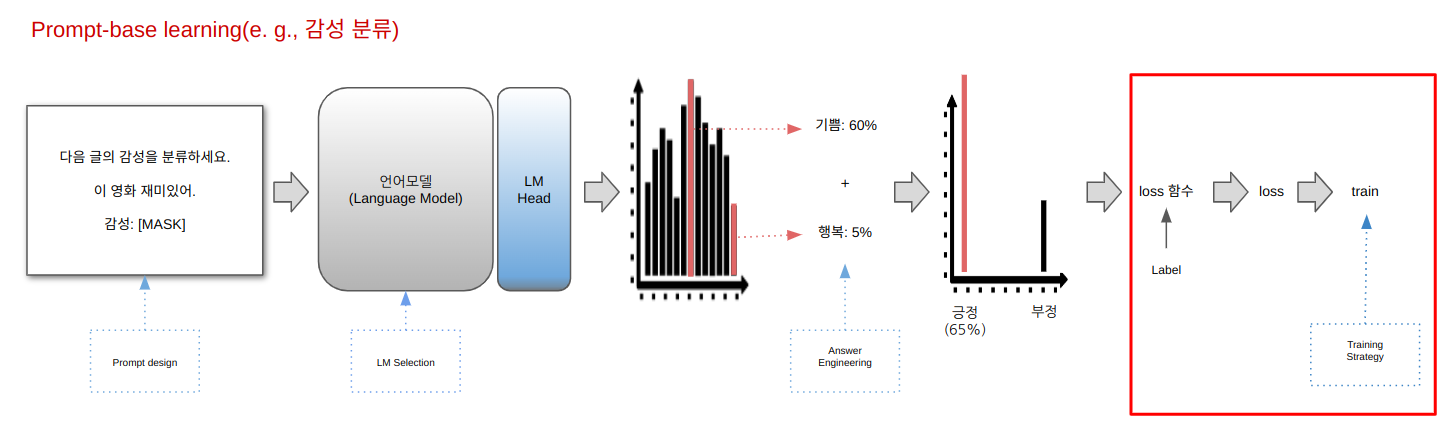 Prompt-base learning(e. g., 감성 분류)
다음 글의 감성을 분류하세요.
이 영화 재미있어.
감성: [MASK]
Prompt design
언어모델
(Language Model)
LM Selection
LM
Head
기쁨: 60%
+
행복: 5%
Answer
Engineering
긍정
(65%)
부정
loss 함수
Label
loss
train
Training
Strategy